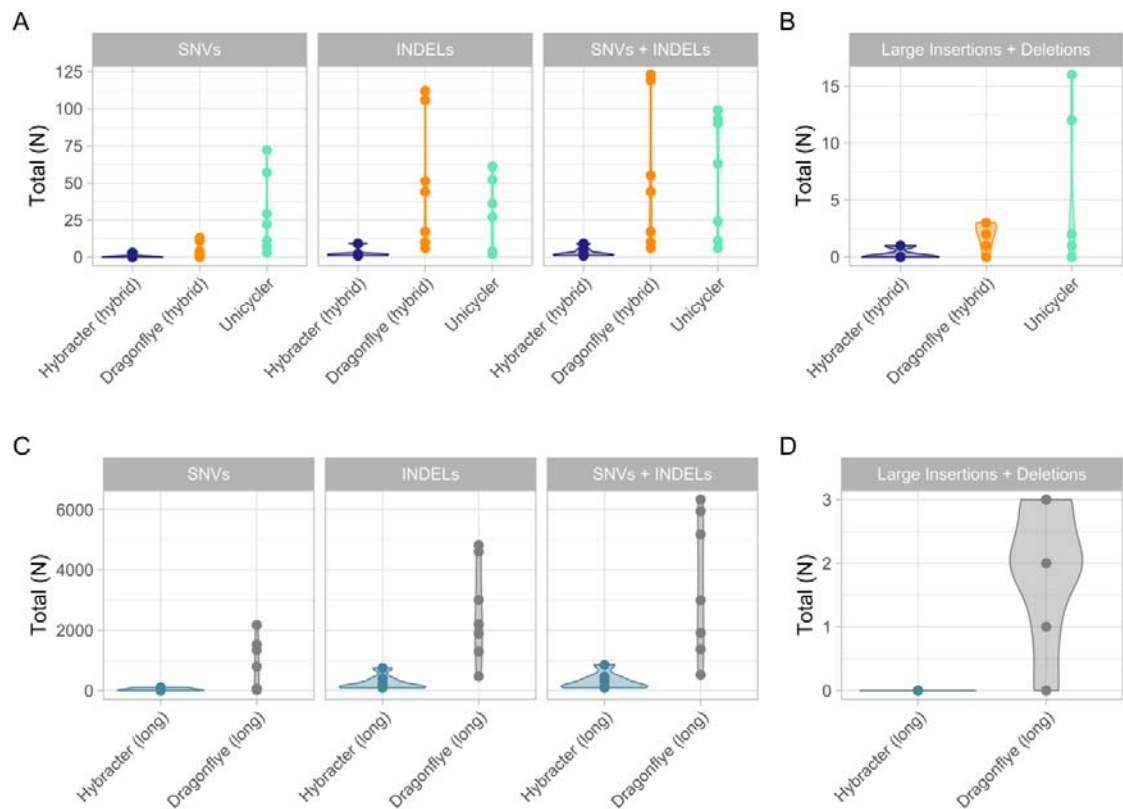 A
B
SNVs
INDELs
SNVs + INDELs
Large Insertions + Deletions
Total (N)
125
100
75
50
25
0
Total (N)
15
10
5
0
Hybracter (hybrid)
Dragonflye (hybrid)
Unicycler
Hybracter (hybrid)
Dragonflye (hybrid)
Unicycler
Hybracter (hybrid)
Dragonflye (hybrid)
Unicycler
Hybracter (hybrid)
Dragonflye (hybrid)
Unicycler
C
D
SNVs
INDELs
SNVs + INDELs
Large Insertions + Deletions
Total (N)
6000
4000
2000
0
Total (N)
3
2
1
0
Hybracter (long)
Dragonflye (long)
Hybracter (long)
Dragonflye (long)
Hybracter (long)
Dragonflye (long)
Hybracter (long)
Dragonflye (long)